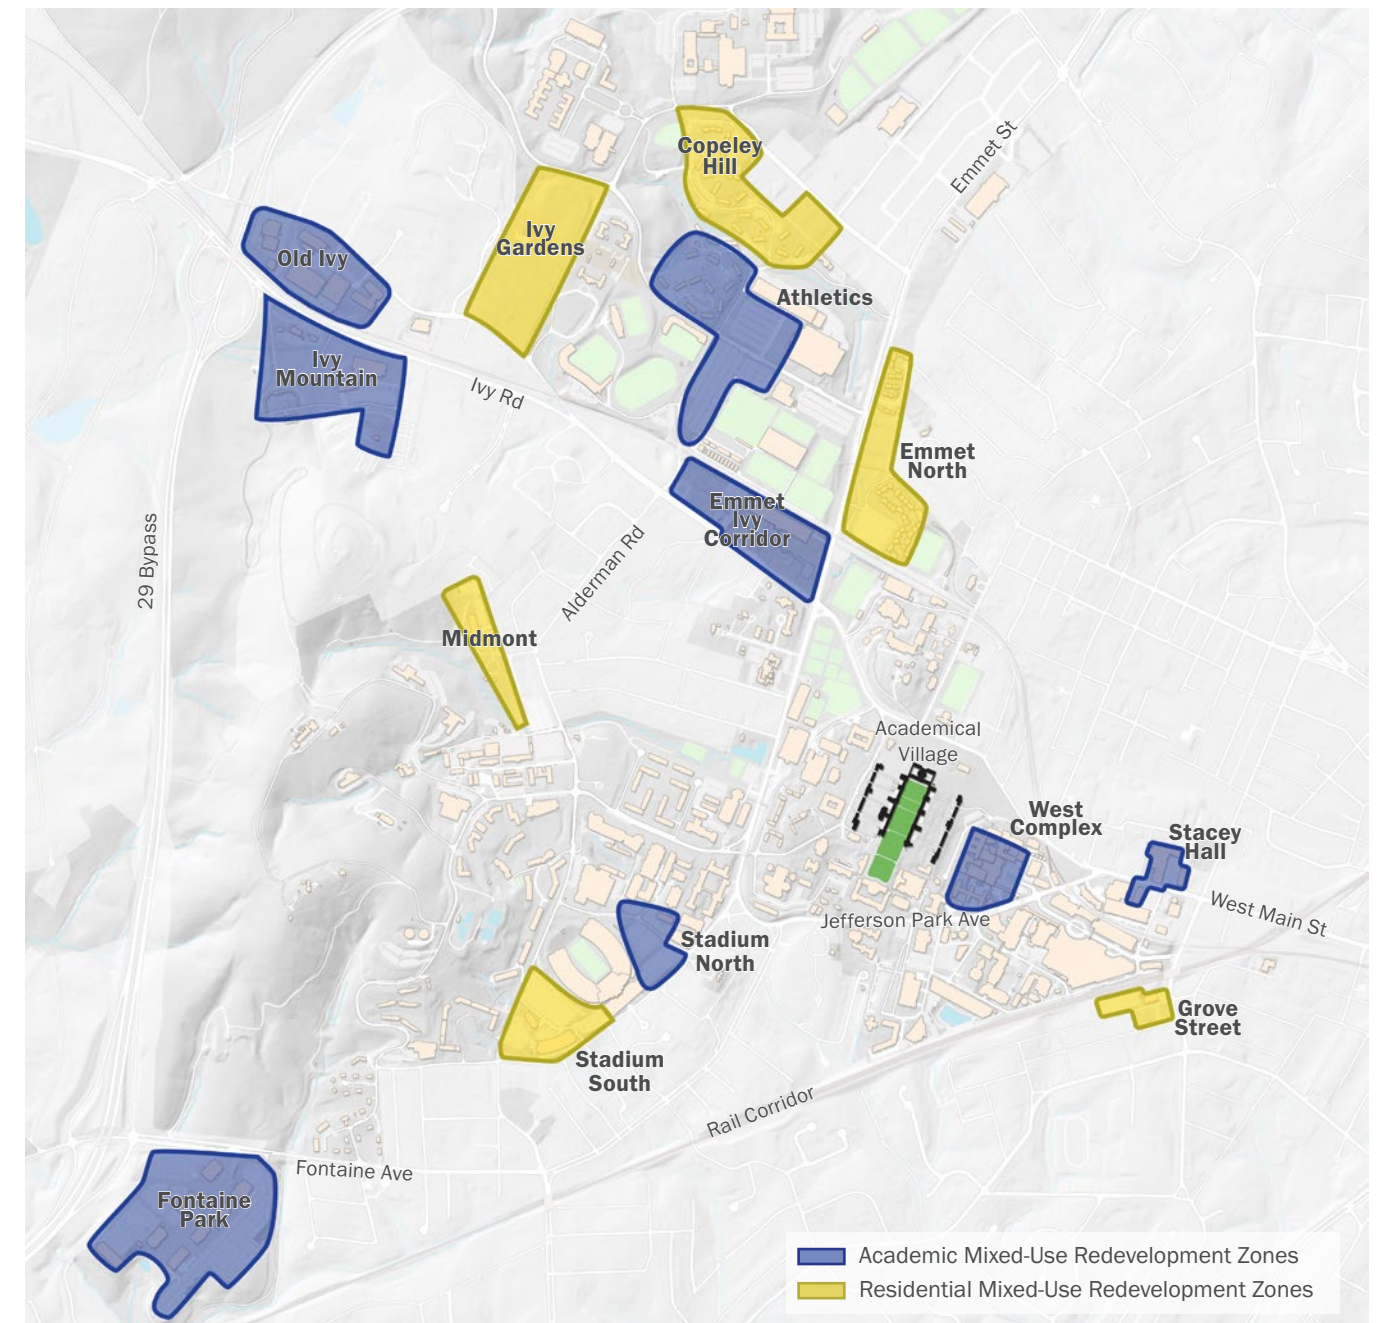 Emmet St
Copeley
Hill
Ivy
Gardens
Old Ivy
Athletics
Ivy
Mountain
Ivy Rd
Emmet
North
Emmet
Ivy
Corridor
29 Bypass
Alderman Rd
Midmont
Academical
Village
West
Complex
Stacey
Hall
West Main St
Jefferson Park Ave
Stadium
North
Grove
Street
Stadium
South
Rail Corridor
Fontaine Ave
Fontaine
Park
Academic Mixed-Use Redevelopment Zones
Residential Mixed-Use Redevelopment Zones